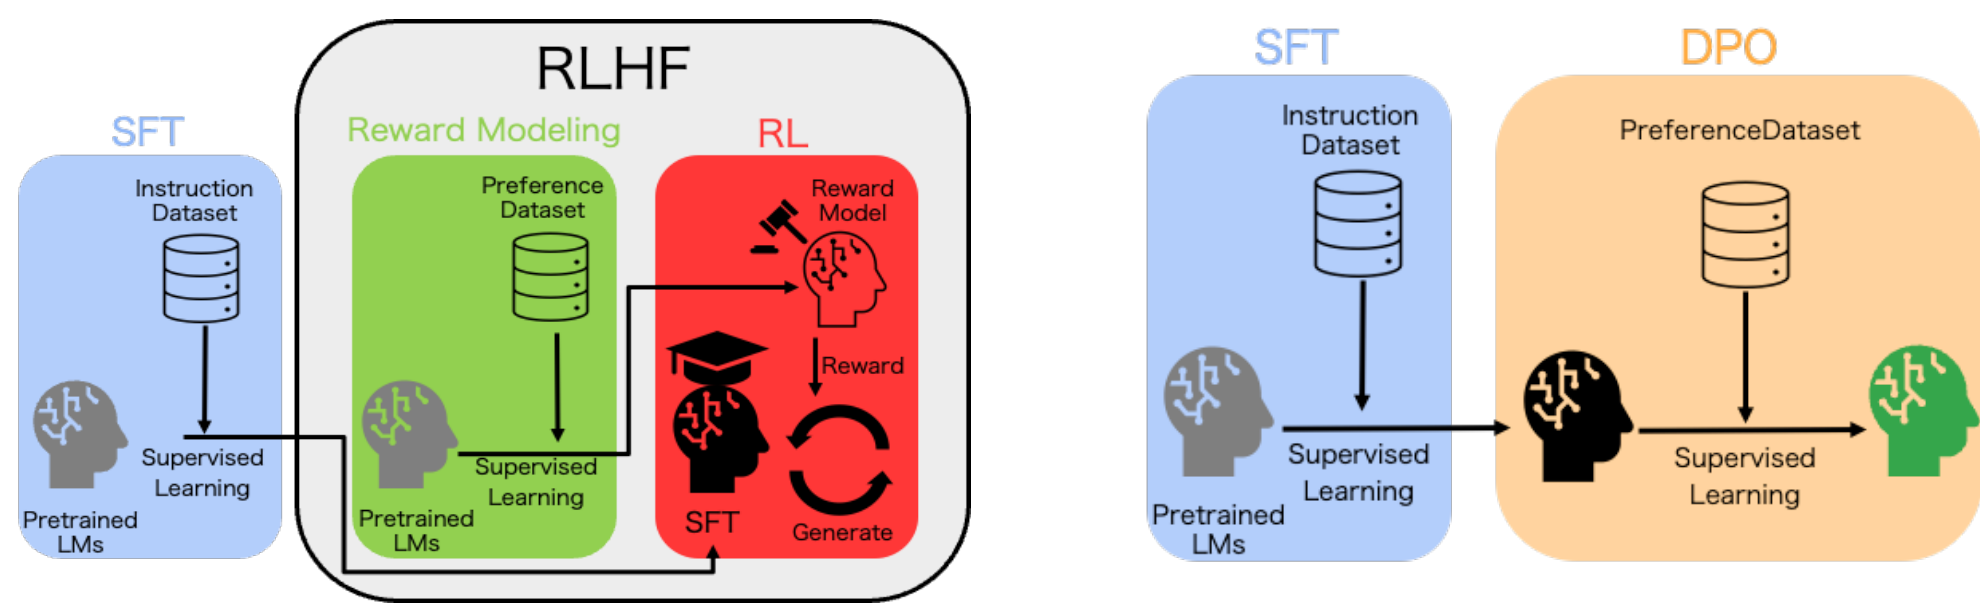 RLHF
SFT
Reward Modeling
RL
Instruction
Dataset
Supervised
Learning
Pretrained
LMs
Preference
Dataset
Supervised
Learning
Pretrained
LMs
Reward
Model
Reward
SFT
Generate
SFT
DPO
Instruction
Dataset
Supervised
Learning
Pretrained
LMs
PreferenceDataset
Supervised
Learning